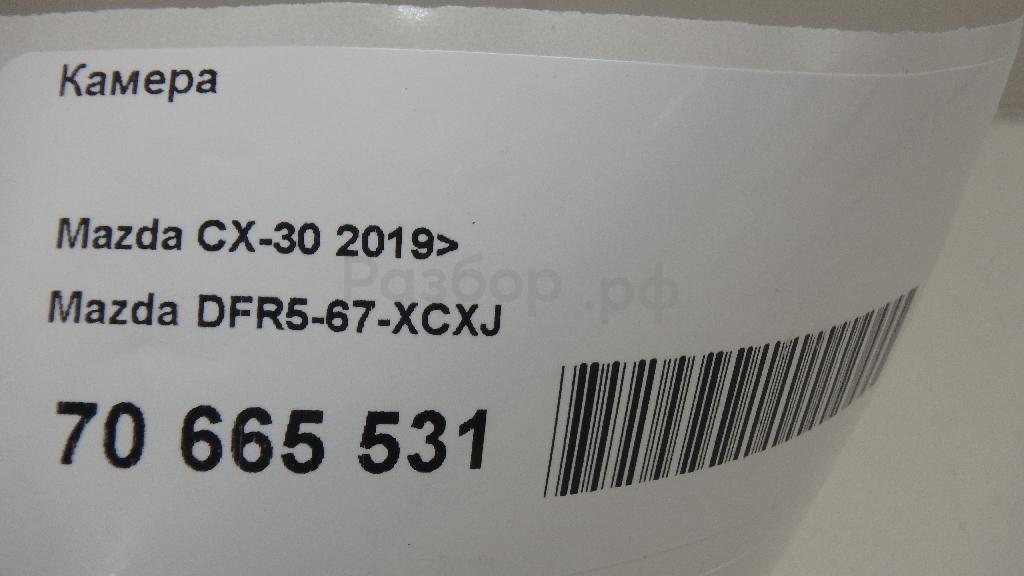 Камера
Mazda CX-30 2019>
Разбор.рф
Mazda DFR5-67-XCXJ
70 665 531